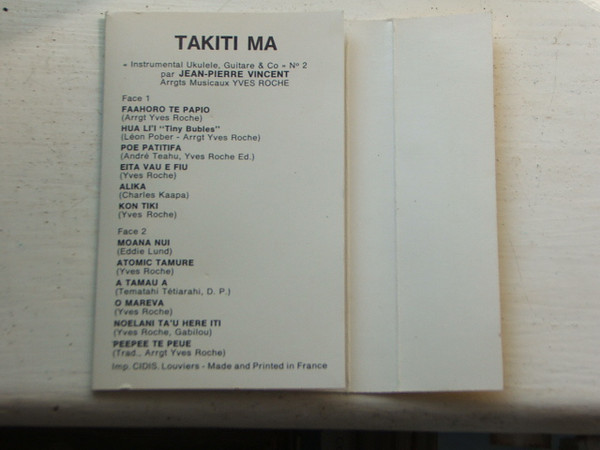 TAKITI MA
« Instrumental Ukulele, Guitare & Co » Nº 2
par JEAN-PIERRE VINCENT
Arrgts Musicaux YVES ROCHE
Face 1
FAAHORO TE PAPIO
(Arrgt Yves Roche)
HUA LI'I "Tiny Bubles"
(Léon Pober - Arrgt Yves Roche)
POE PATITIFA
(André Teahu, Yves Roche Ed.)
EITA VAU E FIU
(Yves Roche)
ALIKA
(Charles Kaapa)
KON TIKI
(Yves Roche)
Face 2
MOANA NUI
(Eddie Lund)
ATOMIC TAMURE
(Yves Roche)
A TAMAU A
(Tematahi Tétiarahi, D. P.)
O MAREVA
(Yves Roche)
NOELANI TA'U HERE ITI
(Yves Roche, Gabilou)
PEEPEE TE PEUE
(Trad., Arrgt Yves Roche)
Imp. CIDIS. Louviers - Made and Printed in France